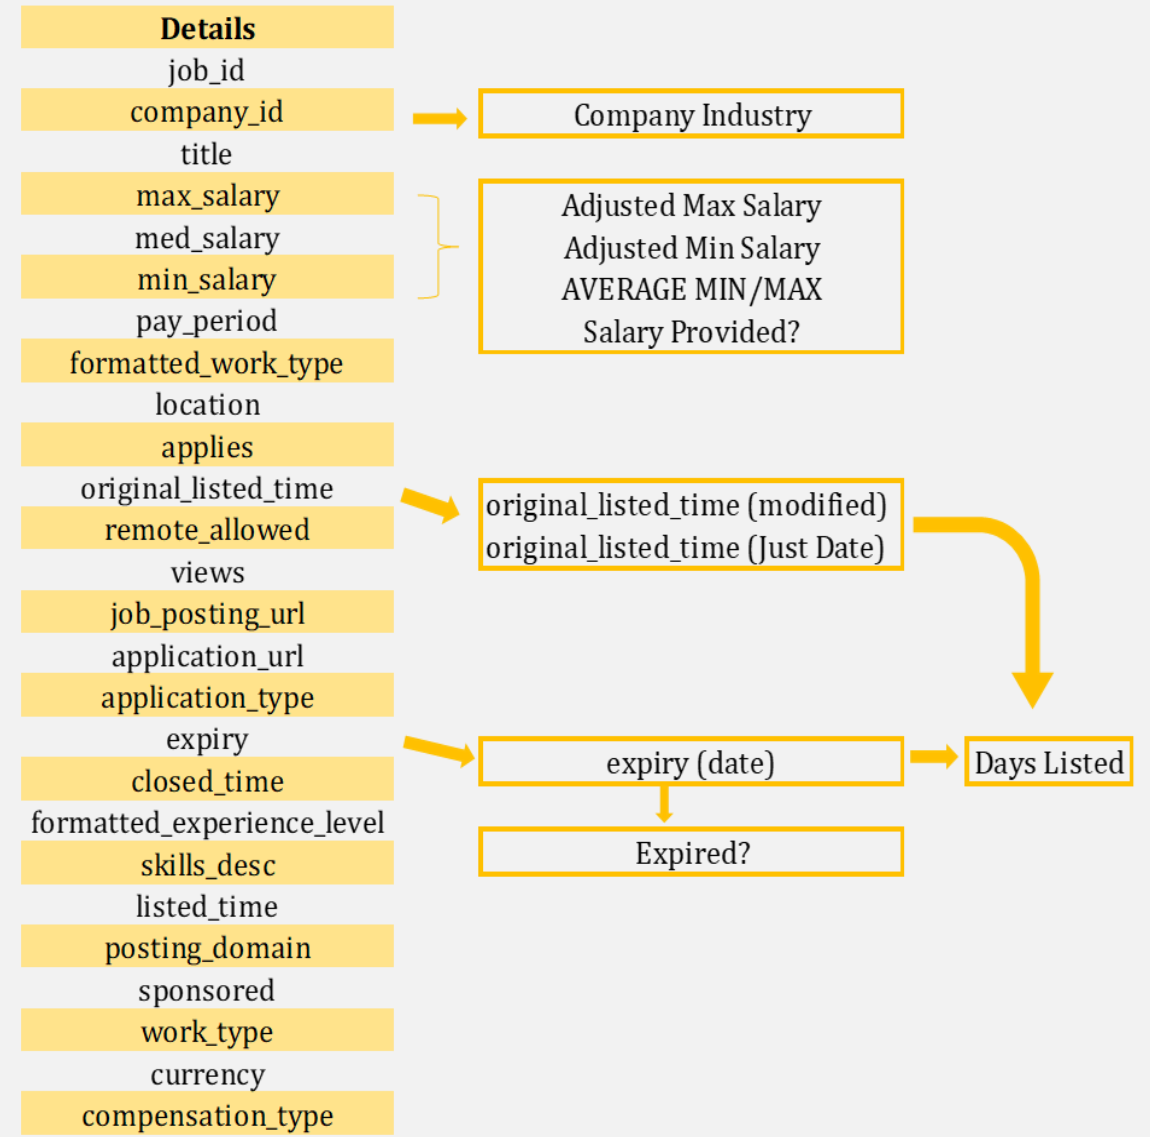 Details
job_id
company_id
title
max_salary
med_salary
min_salary
pay_period
formatted_work_type
location
applies
original_listed_time
remote_allowed
views
job_posting_url
application_url
application_type
expiry
closed_time
formatted_experience_level
skills_desc
listed_time
posting_domain
sponsored
work_type
currency
compensation_type
Company Industry
Adjusted Max Salary
Adjusted Min Salary
AVERAGE MIN/MAX
Salary Provided?
original_listed_time (modified)
original_listed_time (Just Date)
expiry (date)
Days Listed
Expired?